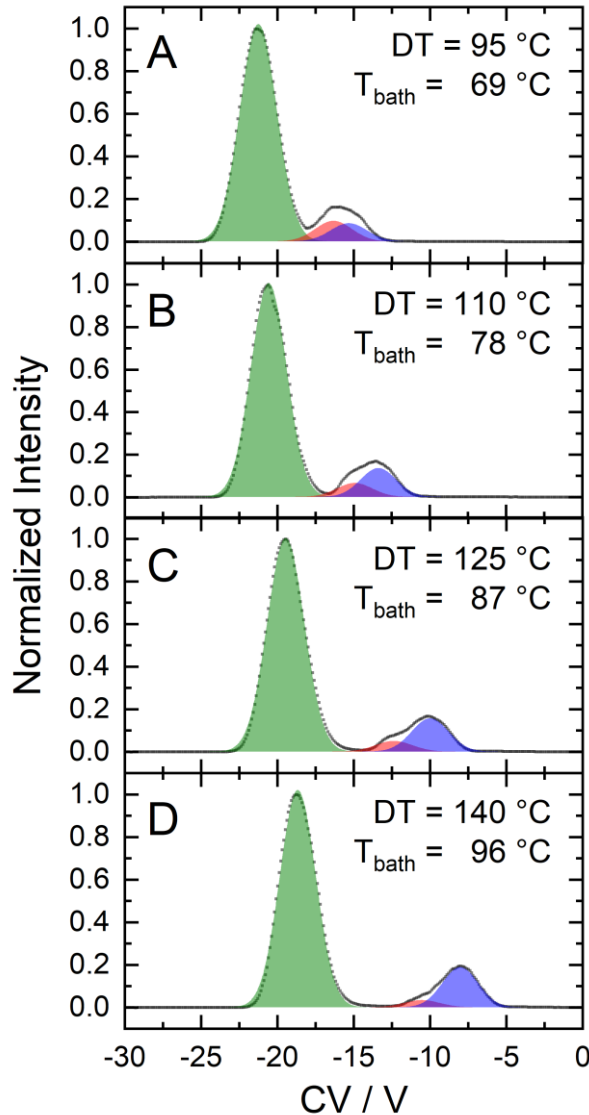 A
DT = 95 °C
T_bath = 69 °C
1.0
0.8
0.6
0.4
0.2
0.0
B
DT = 110 °C
T_bath = 78 °C
1.0
0.8
0.6
0.4
0.2
0.0
C
DT = 125 °C
T_bath = 87 °C
1.0
0.8
0.6
0.4
0.2
0.0
D
DT = 140 °C
T_bath = 96 °C
1.0
0.8
0.6
0.4
0.2
0.0
Normalized Intensity
-30 -25 -20 -15 -10 -5 0
CV / V